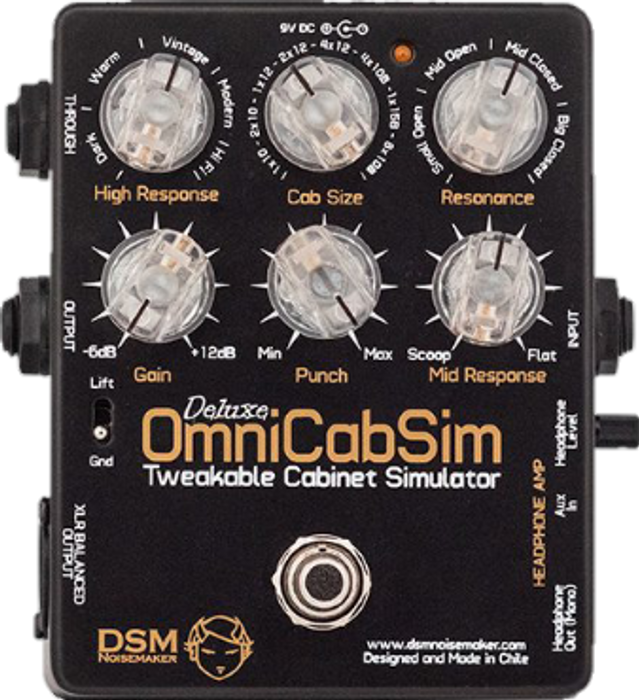 9V DC
Dark - Warm - Vintage - Modern - Hi Fi
1x10 - 2x10 - 1x12 - 2x12 - 4x12 - 4x10B - 1x15B - 8x10B
Small Open - Mid Open - Mid Closed - Big Closed
THROUGH
High Response
Cab Size
Resonance
OUTPUT
INPUT
-6dB
+12dB
Min
Max
Scoop
Flat
Gain
Punch
Mid Response
Lift
Gnd
Deluxe
OmniCabSim
Tweakable Cabinet Simulator
Headphone
Level
Aux
In
HEADPHONE AMP
Headphone
Out (Mono)
XLR BALANCED
OUTPUT
DSM
NOISEMAKER
www.dsmnoisemaker.com
Designed and Made in Chile